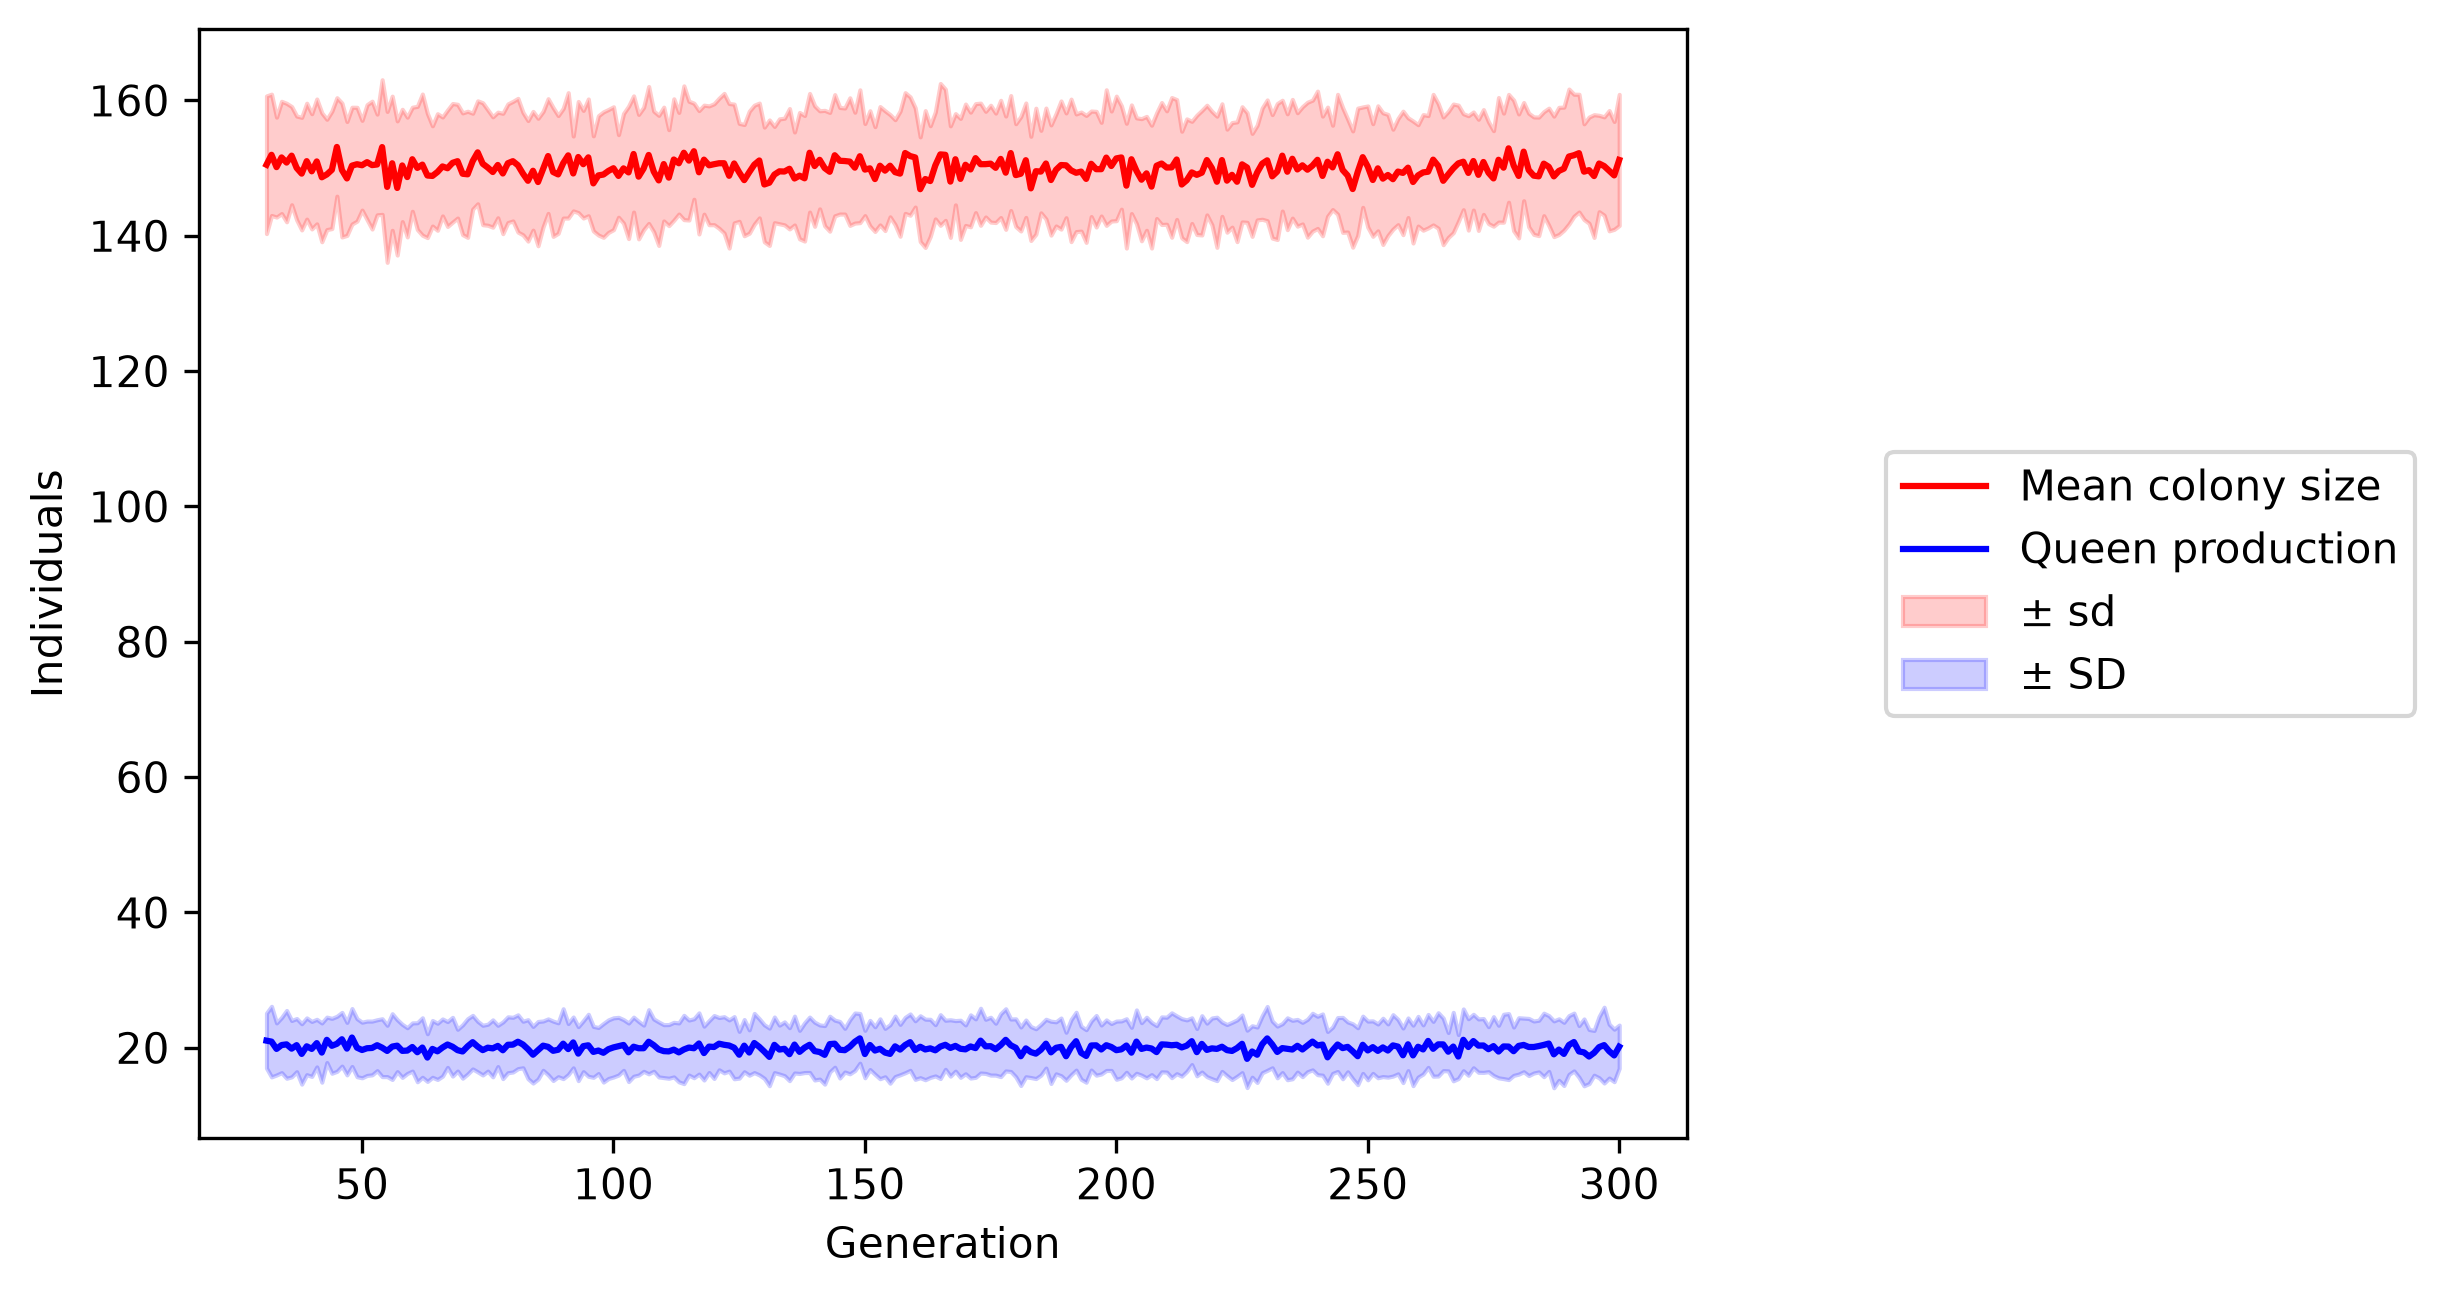 160
140
120
100
80
60
40
20
Individuals
50 100 150 200 250 300
Generation
Mean colony size
Queen production
± sd
± SD